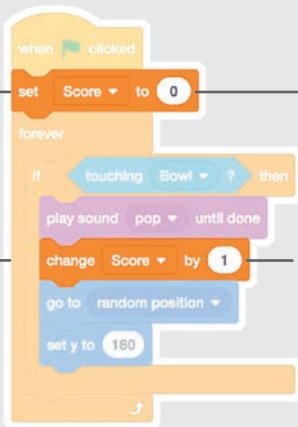 when clicked
set Score to 0
forever
if touching Bowl ? then
play sound pop until done
change Score by 1
go to random position
set y to 180